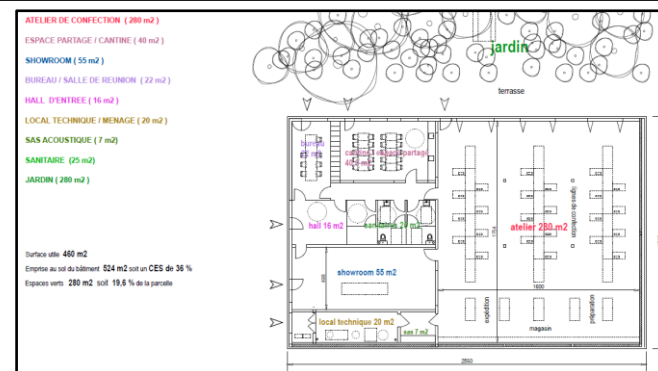 ATELIER DE CONFECTION ( 280 m2 )
ESPACE PARTAGE / CANTINE ( 40 m2 )
SHOWROOM ( 55 m2 )
BUREAU / SALLE DE REUNION ( 22 m2 )
HALL D'ENTREE ( 16 m2 )
LOCAL TECHNIQUE / MENAGE ( 20 m2 )
SAS ACOUSTIQUE ( 7 m2)
SANITAIRE (25 m2)
JARDIN ( 280 m2 )
Surface utile 460 m2
Emprise au sol du bâtiment 524 m2 soit un CES de 36 %
Espaces verts 280 m2 soit 19,6 % de la parcelle
jardin
terrasse
bureau
hall 16 m2
atelier 280 m2
lignes de confection
showroom 55 m2
1600
expédition
magasin
préparation
local technique 20 m2
sas 7 m2